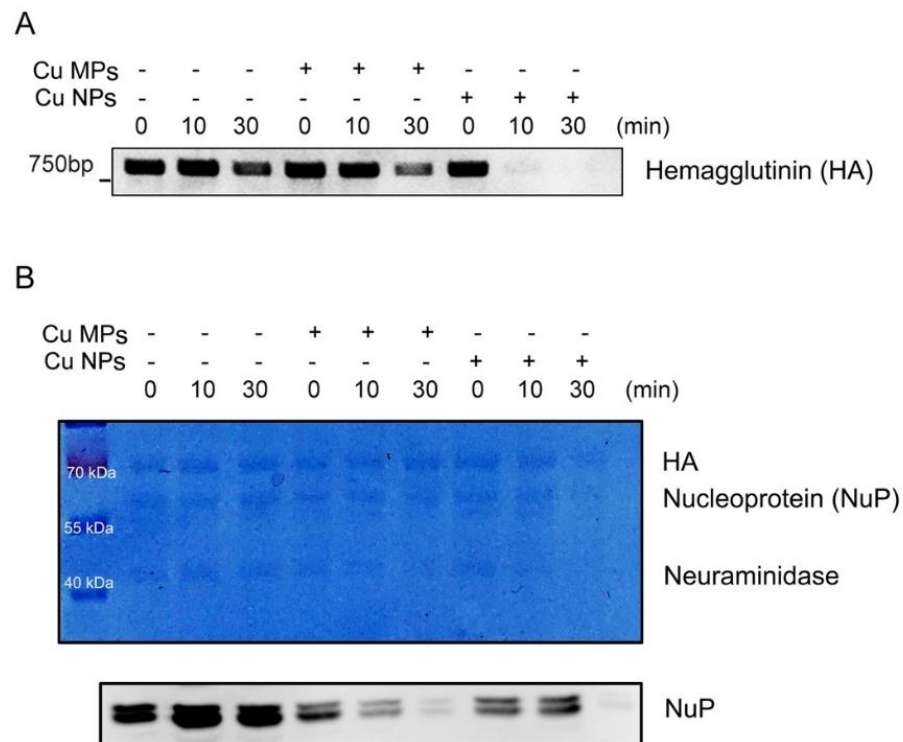 A
Cu MPs - - - + + + - - -
Cu NPs - - - - - - + + +
0 10 30 0 10 30 0 10 30 (min)
750bp
Hemagglutinin (HA)
B
Cu MPs - - - + + + - - -
Cu NPs - - - - - - + + +
0 10 30 0 10 30 0 10 30 (min)
70 kDa
HA
Nucleoprotein (NuP)
55 kDa
40 kDa
Neuraminidase
NuP